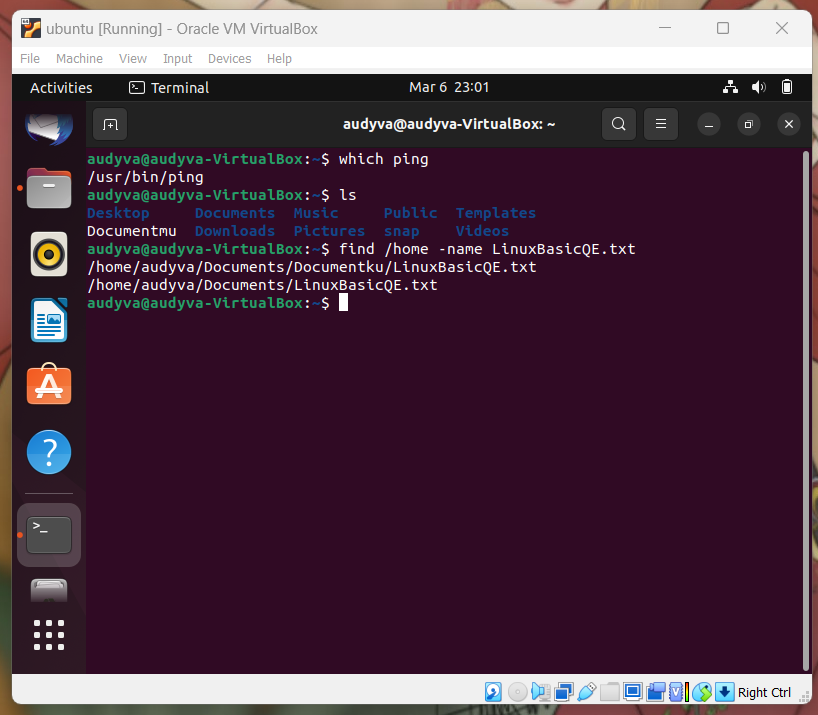 ubuntu [Running] - Oracle VM VirtualBox
File Machine View Input Devices Help
Activities Terminal Mar 6 23:01
audyva@audyva-VirtualBox: ~
audyva@audyva-VirtualBox:~$ which ping
/usr/bin/ping
audyva@audyva-VirtualBox:~$ ls
Desktop Documents Music Public Templates
Documentmu Downloads Pictures snap Videos
audyva@audyva-VirtualBox:~$ find /home -name LinuxBasicQE.txt
/home/audyva/Documents/Documentku/LinuxBasicQE.txt
/home/audyva/Documents/LinuxBasicQE.txt
audyva@audyva-VirtualBox:~$
Right Ctrl